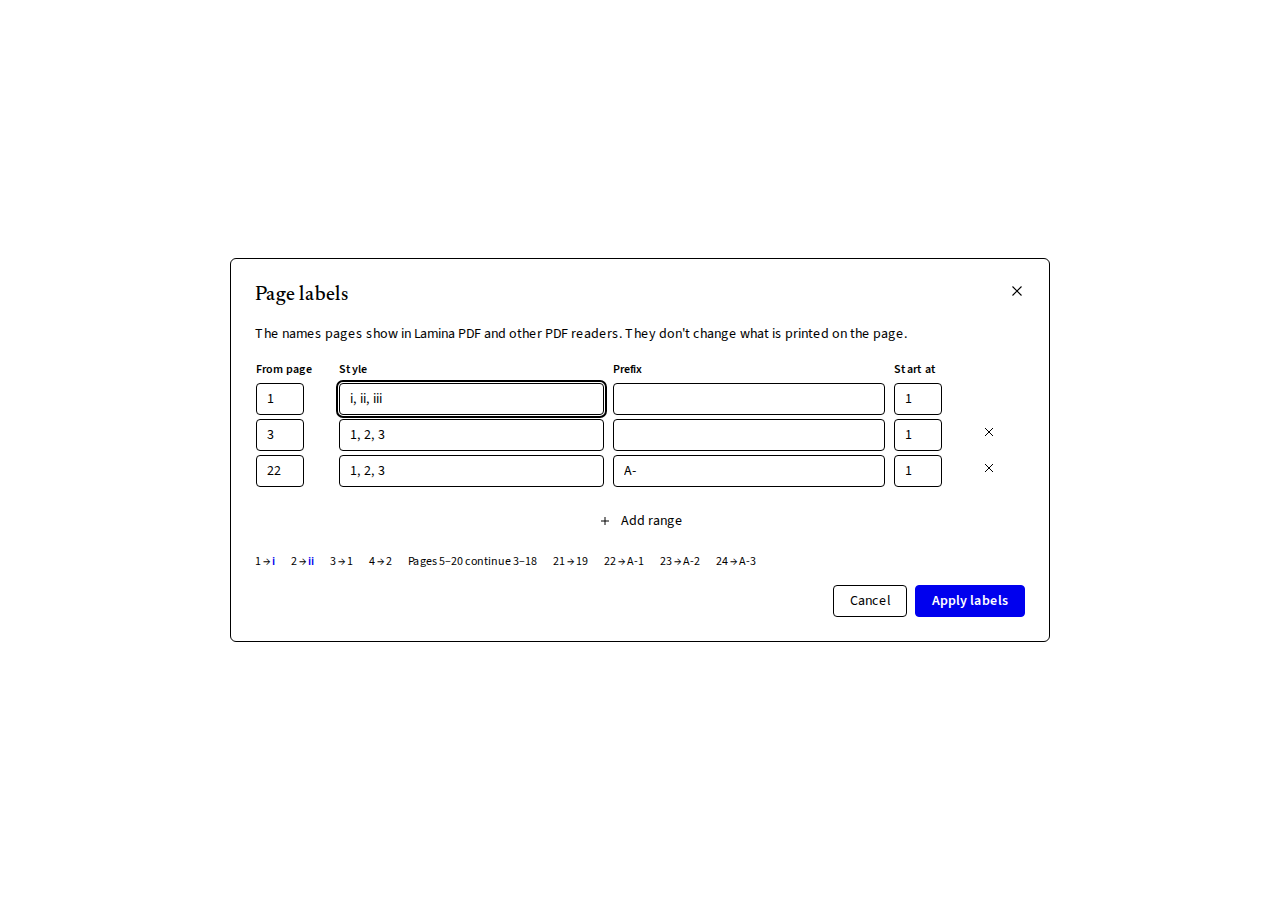 Page labels
The names pages show in Lamina PDF and other PDF readers. They don't change what is printed on the page.
From page Style Prefix Start at
1 i, ii, iii 1
3 1, 2, 3 1
22 1, 2, 3 A- 1
+ Add range
1→i 2→ii 3→1 4→2 Pages 5–20 continue 3–18 21→19 22→A-1 23→A-2 24→A-3
Cancel Apply labels